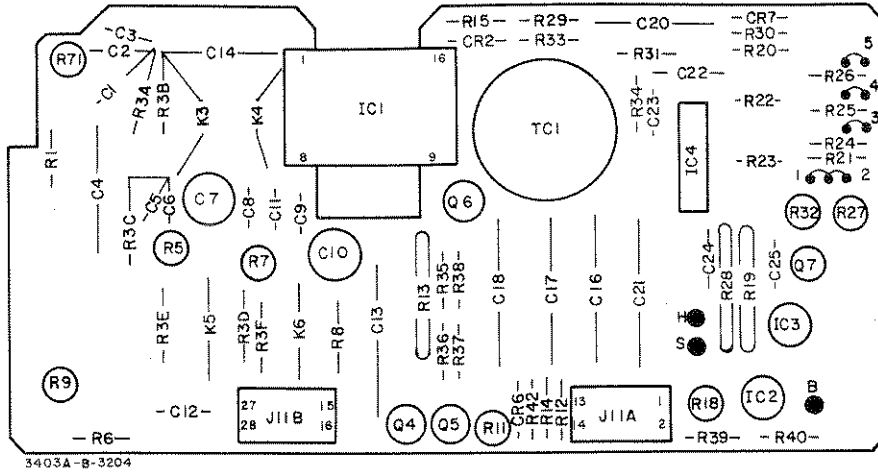 R15 R29 C20 CR7
CR2 R33 R30
R31 R20
C3
C2 C14
R71
C22
5
R26
4
R22
R25
3
R24
R23 R21
1 2
C1 R3A R3B K3 K4
1 16
IC1
8 9
TC1
R34 C23
IC4
R1 C4
R3C C5 C6 C7 C8 C11 C9
Q6
R32 R27
R5 R7 C10
R13 R35 R38
C18 C17 C16 C21
C24 R28 R19 C25
Q7
H
S
IC3
R3E K5 R3D R3F K6 R8 C13
R36 R37
R9
C12
27 15
J11B
28 16
Q4 Q5 R11
CR6 R42 R14 R12
13 1
J11A
14 2
R18 IC2 B
R6 R39 R40
3403A-B-3204